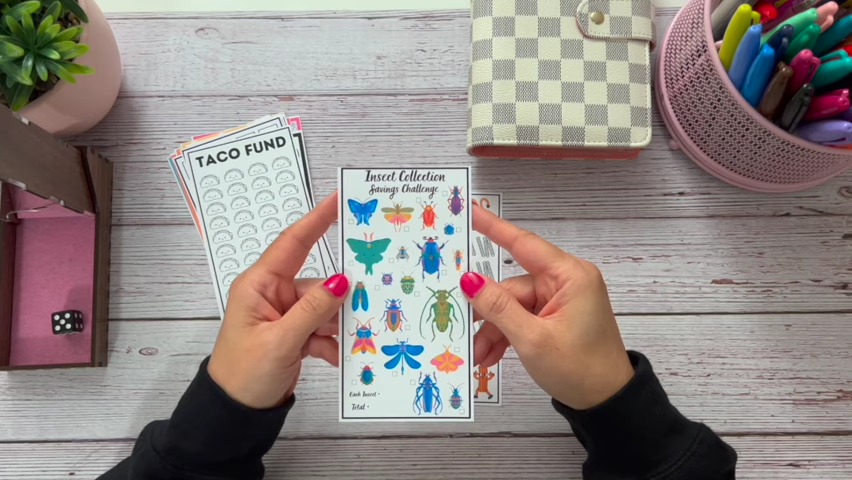 TACO FUND
Insect Collection
Savings Challenge
Each Insect -
Total -